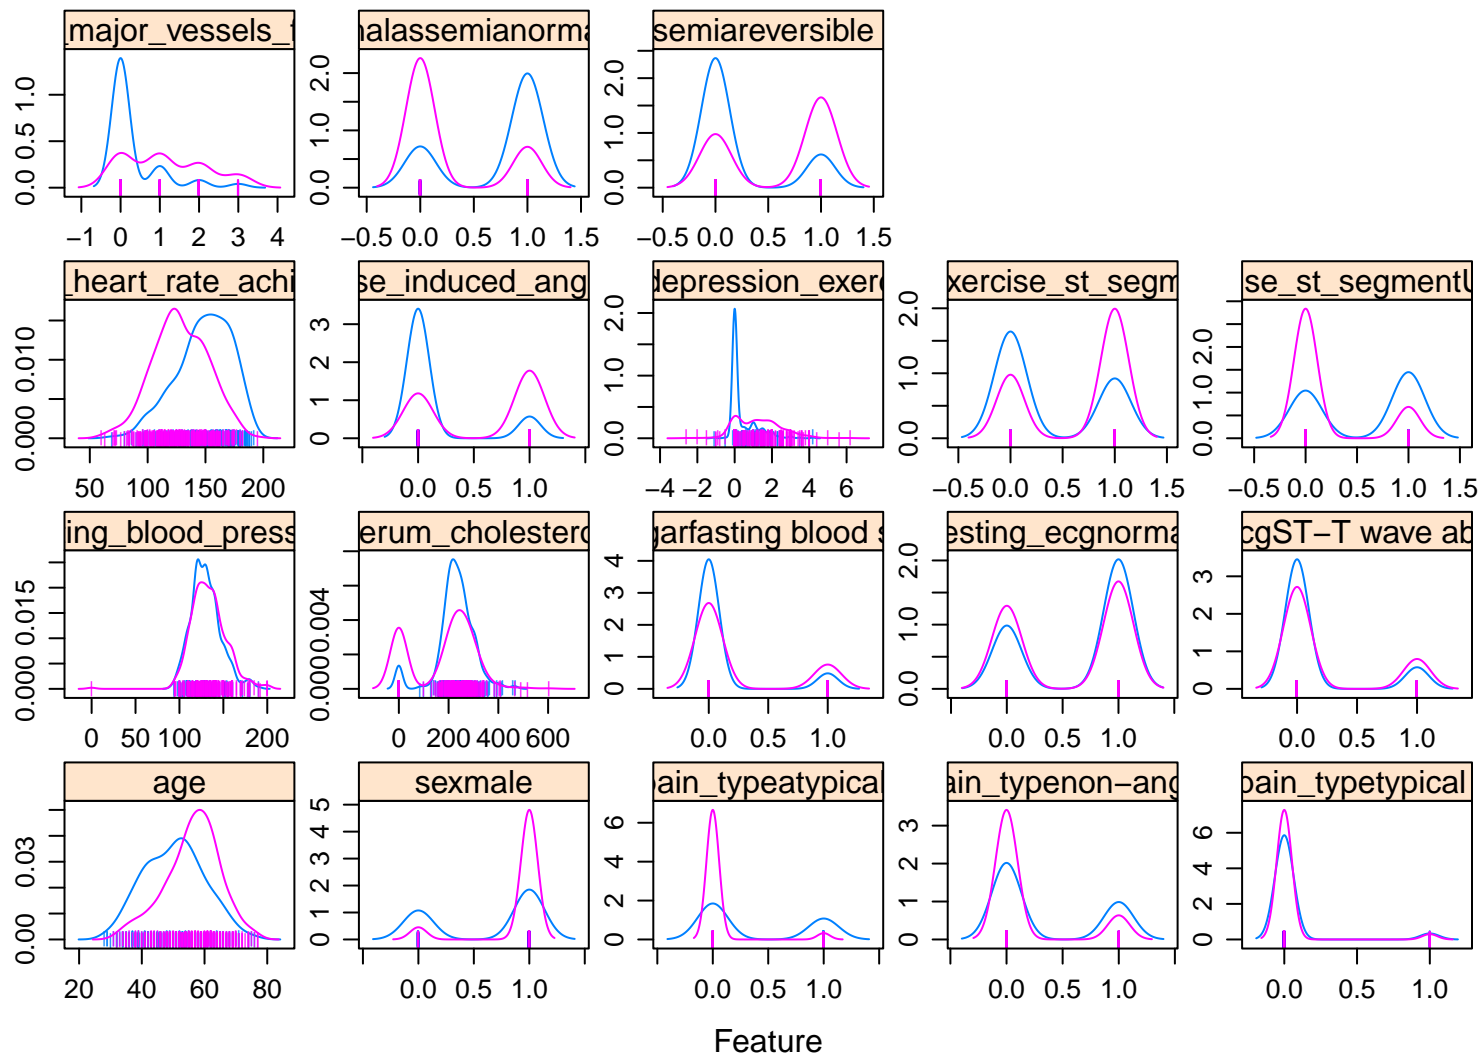 _major_vessels_f
nalassemianorma
semiareversible
0.0 0.5 1.0
0.0 1.0 2.0
0.0 1.0 2.0
−1 0 1 2 3 4
−0.5 0.0 0.5 1.0 1.5
−0.5 0.0 0.5 1.0 1.5
_heart_rate_achi
se_induced_ang
depression_exerc
xercise_st_segm
se_st_segmentU
0.000 0.010
0 1 2 3
0.0 1.0 2.0
0.0 1.0 2.0
0.0 1.0 2.0
50 100 150 200
0.0 0.5 1.0
−4 −2 0 2 4 6
−0.5 0.0 0.5 1.0 1.5
−0.5 0.0 0.5 1.0 1.5
ing_blood_press
erum_cholestero
garfasting blood s
esting_ecgnorma
cgST−T wave ab
0.000 0.015
0.000 0.004
0 1 2 3 4
0.0 1.0 2.0
0 1 2 3
0 50 100 200
0 200 400 600
0.0 0.5 1.0
0.0 0.5 1.0
0.0 0.5 1.0
age
sexmale
pain_typeatypical
ain_typenon−ang
pain_typetypical
0.00 0.03
0 1 2 3 4 5
0 2 4 6
0 1 2 3
0 2 4 6
20 40 60 80
0.0 0.5 1.0
0.0 0.5 1.0
0.0 0.5 1.0
0.0 0.5 1.0
Feature